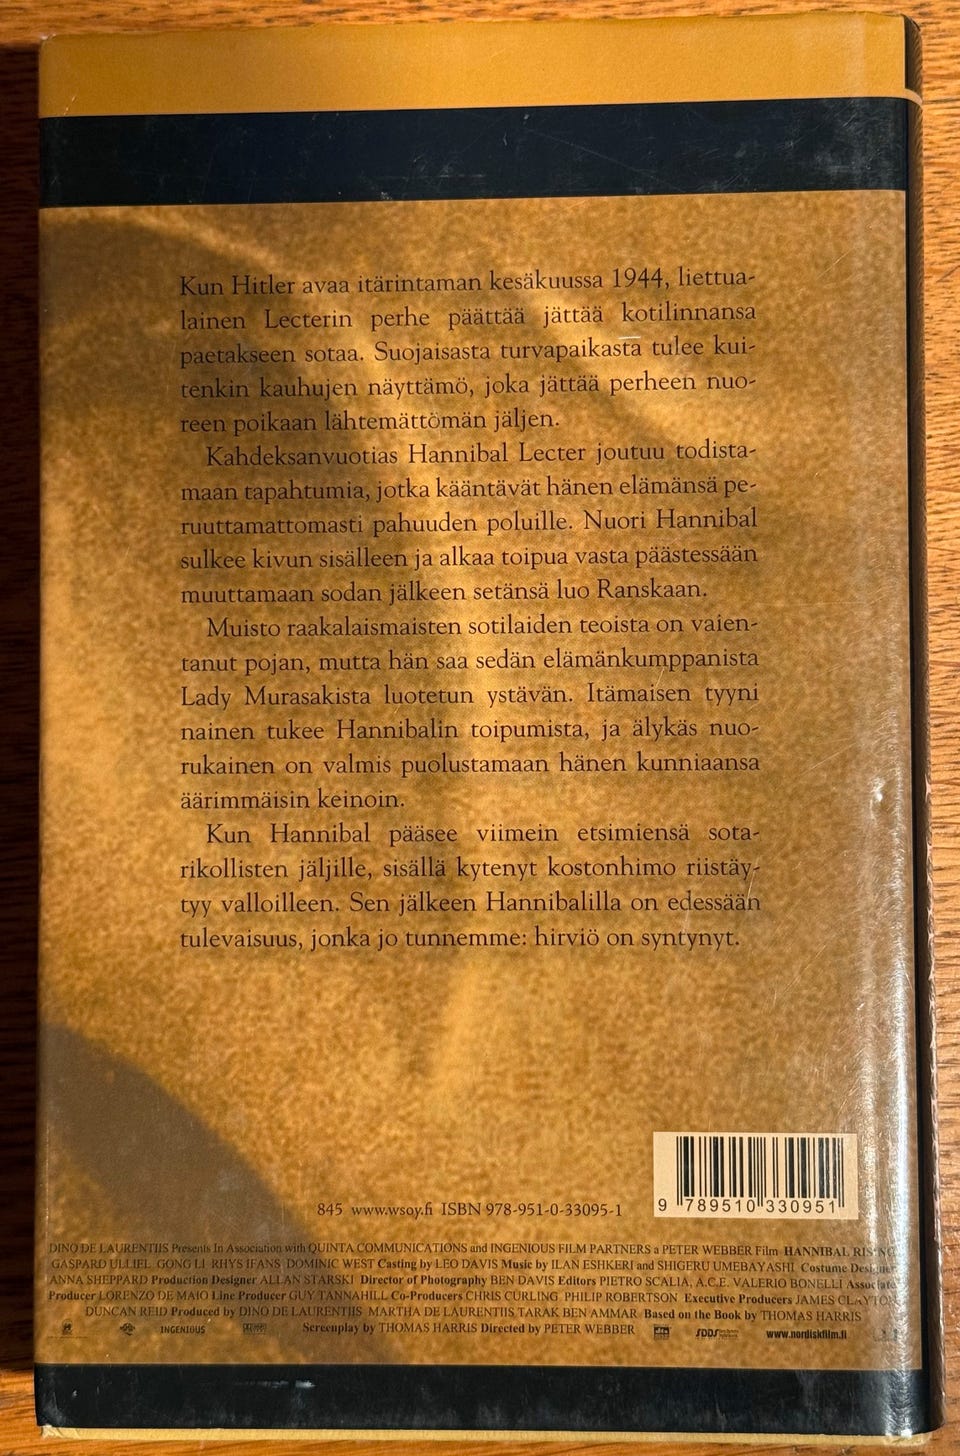 Kun Hitler avaa itärintaman kesäkuussa 1944, liettua-
lainen Lecterin perhe päättää jättää kotilinnansa
paetakseen sotaa. Suojaisasta turvapaikasta tulee kui-
tenkin kauhujen näyttämö, joka jättää perheen nuo-
reen poikaan lähtemättömän jäljen.
Kahdeksanvuotias Hannibal Lecter joutuu todista-
maan tapahtumia, jotka kääntävät hänen elämänsä pe-
ruuttamattomasti pahuuden poluille. Nuori Hannibal
sulkee kivun sisälleen ja alkaa toipua vasta päästessään
muuttamaan sodan jälkeen setänsä luo Ranskaan.
Muisto raakalaismaisten sotilaiden teoista on vaien-
tanut pojan, mutta hän saa sedän elämänkumppanista
Lady Murasakista luotetun ystävän. Itämaisen tyyni
nainen tukee Hannibalin toipumista, ja älykäs nuo-
rukainen on valmis puolustamaan hänen kunniaansa
äärimmäisin keinoin.
Kun Hannibal pääsee viimein etsimiensä sota-
rikollisten jäljille, sisällä kytenyt kostonhimo riistäy-
tyy valloilleen. Sen jälkeen Hannibalilla on edessään
tulevaisuus, jonka jo tunnemme: hirviö on syntynyt.
845 www.wsoy.fi ISBN 978-951-0-33095-1
9 789510 330951
DINO DE LAURENTIIS Presents In Association with QUINTA COMMUNICATIONS and INGENIOUS FILM PARTNERS a PETER WEBBER Film HANNIBAL RISING
GASPARD ULLIEL GONG LI RHYS IFANS DOMINIC WEST Casting by LEO DAVIS Music by ILAN ESHKERI and SHIGERU UMEBAYASHI Costume Designer
ANNA SHEPPARD Production Designer ALLAN STARSKI Director of Photography BEN DAVIS Editors PIETRO SCALIA, A.C.E. VALERIO BONELLI Associate
Producer LORENZO DE MAIO Line Producer GUY TANNAHILL Co-Producers CHRIS CURLING PHILIP ROBERTSON Executive Producers JAMES CLAYTON
DUNCAN REID Produced by DINO DE LAURENTIIS MARTHA DE LAURENTIIS TARAK BEN AMMAR Based on the Book by THOMAS HARRIS
Screenplay by THOMAS HARRIS Directed by PETER WEBBER
INGENIOUS dts SDDS www.nordiskfilm.fi